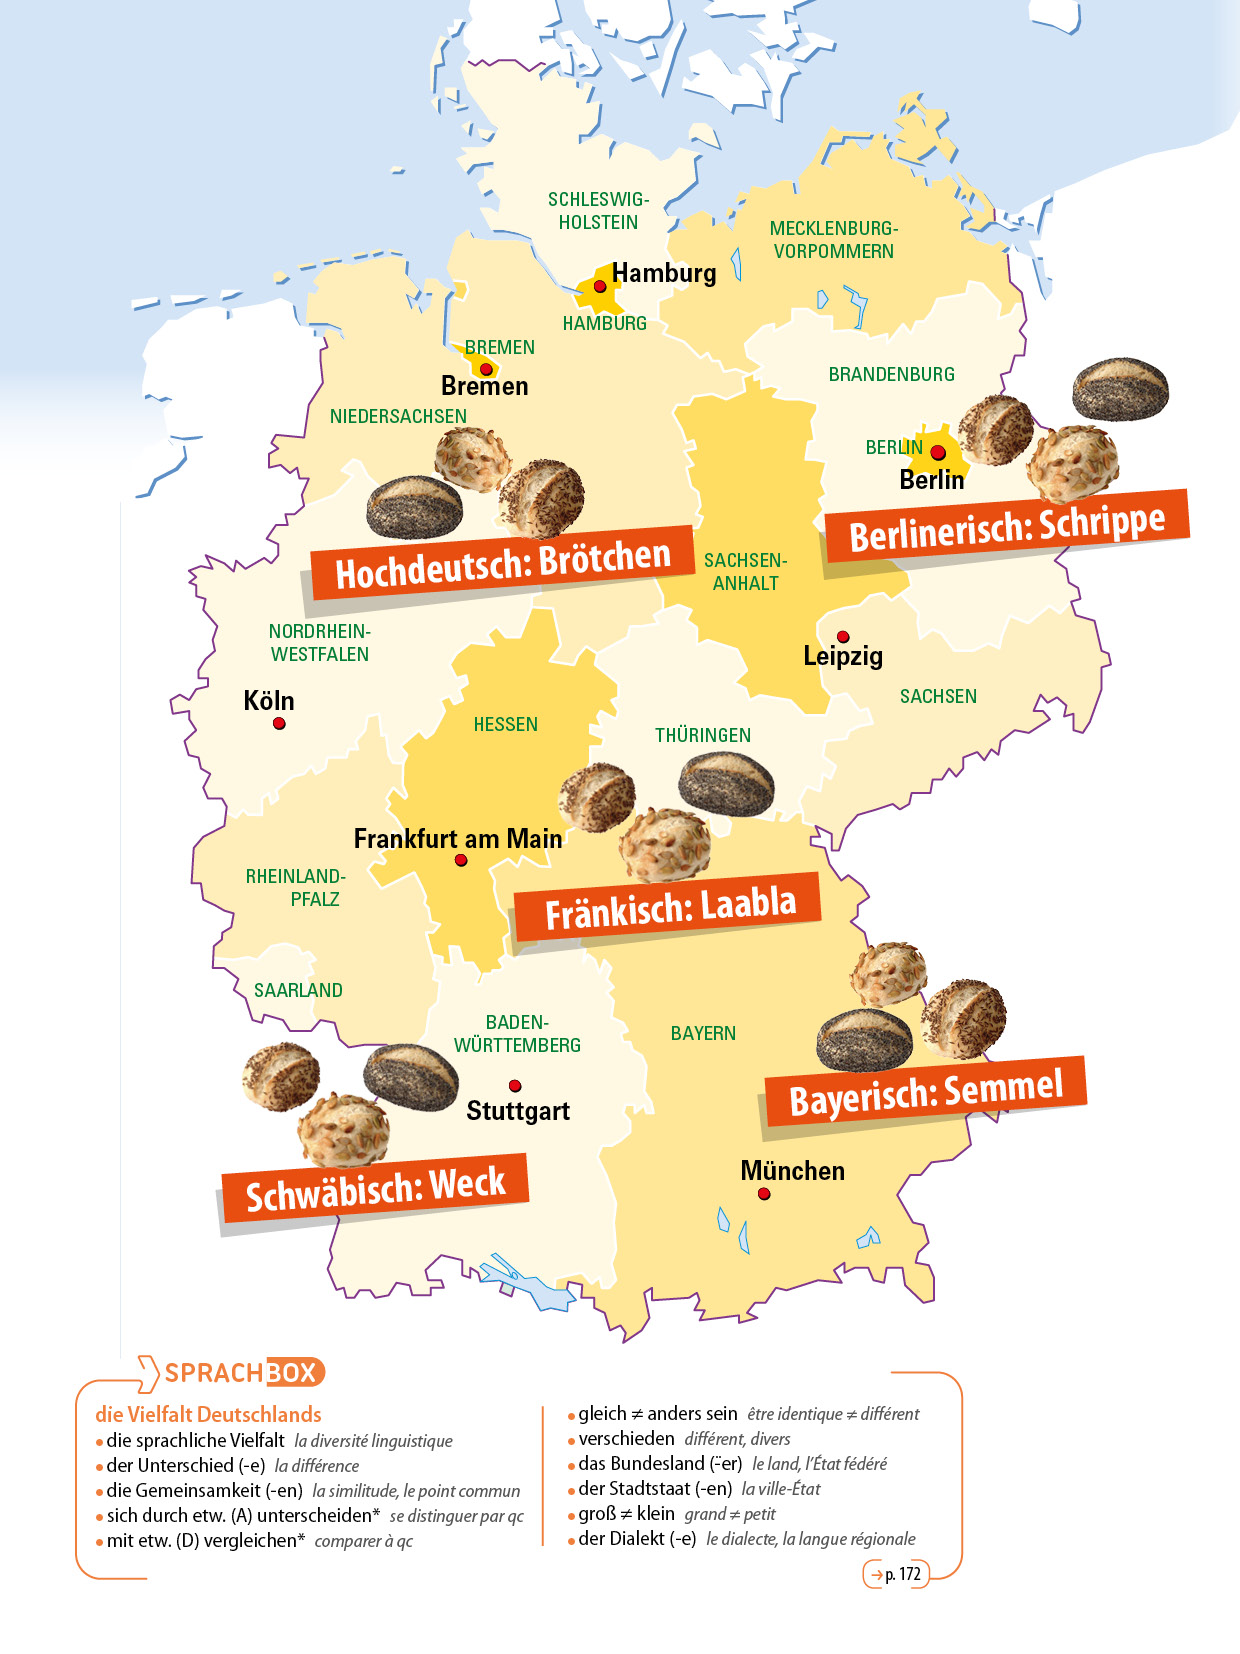 SCHLESWIG-
HOLSTEIN
MECKLENBURG-
VORPOMMERN
Hamburg
HAMBURG
BREMEN
Bremen
NIEDERSACHSEN
BRANDENBURG
BERLIN
Berlin
Berlinerisch: Schrippe
Hochdeutsch: Brötchen
SACHSEN-
ANHALT
NORDRHEIN-
WESTFALEN
Leipzig
Köln
SACHSEN
HESSEN
THÜRINGEN
Frankfurt am Main
RHEINLAND-
PFALZ
Fränkisch: Laabla
SAARLAND
BADEN-
WÜRTTEMBERG
BAYERN
Stuttgart
Bayerisch: Semmel
München
Schwäbisch: Weck
SPRACHBOX
die Vielfalt Deutschlands
• die sprachliche Vielfalt la diversité linguistique
• der Unterschied (-e) la différence
• die Gemeinsamkeit (-en) la similitude, le point commun
• sich durch etw. (A) unterscheiden* se distinguer par qc
• mit etw. (D) vergleichen* comparer à qc
• gleich ≠ anders sein être identique ≠ différent
• verschieden différent, divers
• das Bundesland (-̈er) le land, l'État fédéré
• der Stadtstaat (-en) la ville-État
• groß ≠ klein grand ≠ petit
• der Dialekt (-e) le dialecte, la langue régionale
→ p. 172